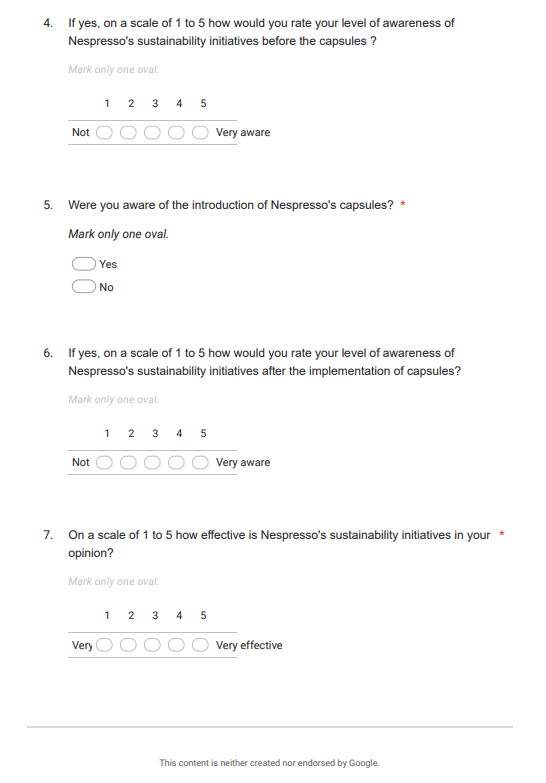 4. If yes, on a scale of 1 to 5 how would you rate your level of awareness of
Nespresso's sustainability initiatives before the capsules ?
Mark only one oval.
1 2 3 4 5
Not Very aware
5. Were you aware of the introduction of Nespresso's capsules? *
Mark only one oval.
Yes
No
6. If yes, on a scale of 1 to 5 how would you rate your level of awareness of
Nespresso's sustainability initiatives after the implementation of capsules?
Mark only one oval.
1 2 3 4 5
Not Very aware
7. On a scale of 1 to 5 how effective is Nespresso's sustainability initiatives in your *
opinion?
Mark only one oval.
1 2 3 4 5
Very Very effective
This content is neither created nor endorsed by Google.